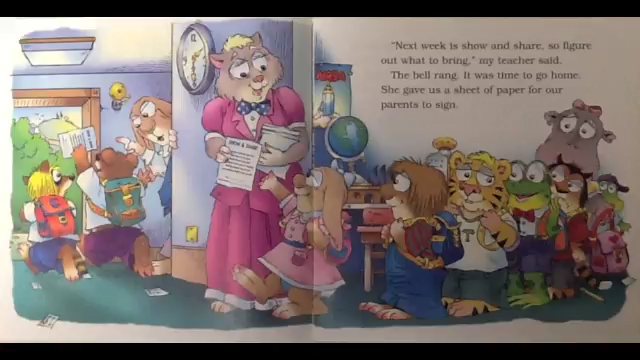 "Next week is show and share, so figure
out what to bring," my teacher said.
The bell rang. It was time to go home.
She gave us a sheet of paper for our
parents to sign.
SHOW & SHARE
T